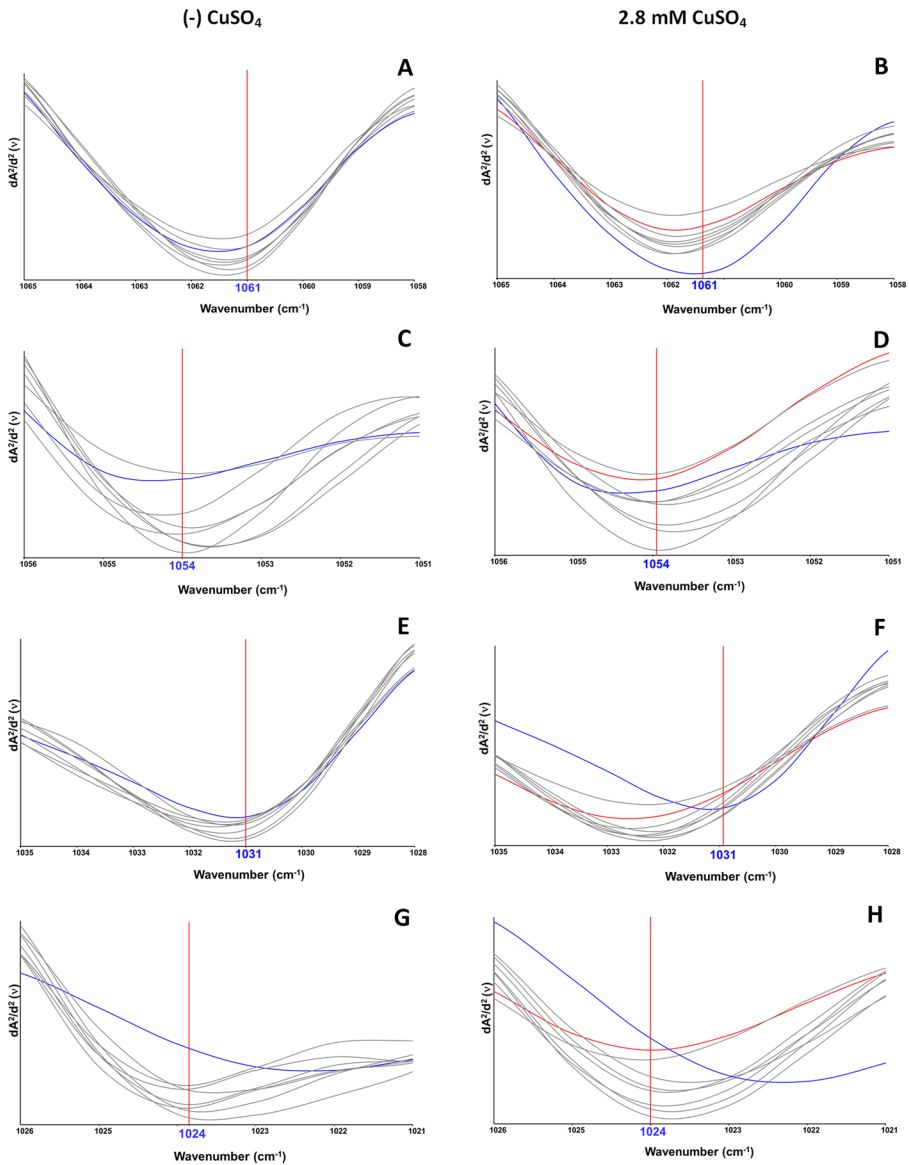 (-) CuSO₄ 2.8 mM CuSO₄
A
dA²/d² (ν)
1065 1064 1063 1062 1061 1060 1059 1058
Wavenumber (cm⁻¹)
B
dA²/d² (ν)
1065 1064 1063 1062 1061 1060 1059 1058
Wavenumber (cm⁻¹)
C
dA²/d² (ν)
1056 1055 1054 1053 1052 1051
Wavenumber (cm⁻¹)
D
dA²/d² (ν)
1056 1055 1054 1053 1052 1051
Wavenumber (cm⁻¹)
E
dA²/d² (ν)
1035 1034 1033 1032 1031 1030 1029 1028
Wavenumber (cm⁻¹)
F
dA²/d² (ν)
1035 1034 1033 1032 1031 1030 1029 1028
Wavenumber (cm⁻¹)
G
dA²/d² (ν)
1026 1025 1024 1023 1022 1021
Wavenumber (cm⁻¹)
H
dA²/d² (ν)
1026 1025 1024 1023 1022 1021
Wavenumber (cm⁻¹)